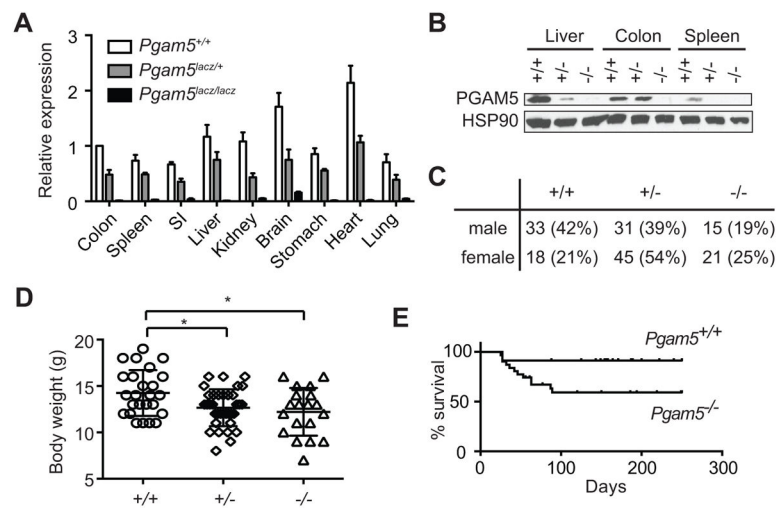 A
Relative expression
3
2
1
0
Pgam5+/+
Pgam5lacz/+
Pgam5lacz/lacz
Colon
Spleen
SI
Liver
Kidney
Brain
Stomach
Heart
Lung
B
Liver Colon Spleen
+/+ +/- -/- +/+ +/- -/- +/+ +/- -/-
PGAM5
HSP90
C
+/+ +/- -/-
male 33 (42%) 31 (39%) 15 (19%)
female 18 (21%) 45 (54%) 21 (25%)
D
*
*
Body weight (g)
20
15
10
5
+/+ +/- -/-
E
% survival
100
50
0
Pgam5+/+
Pgam5-/-
0 100 200 300
Days